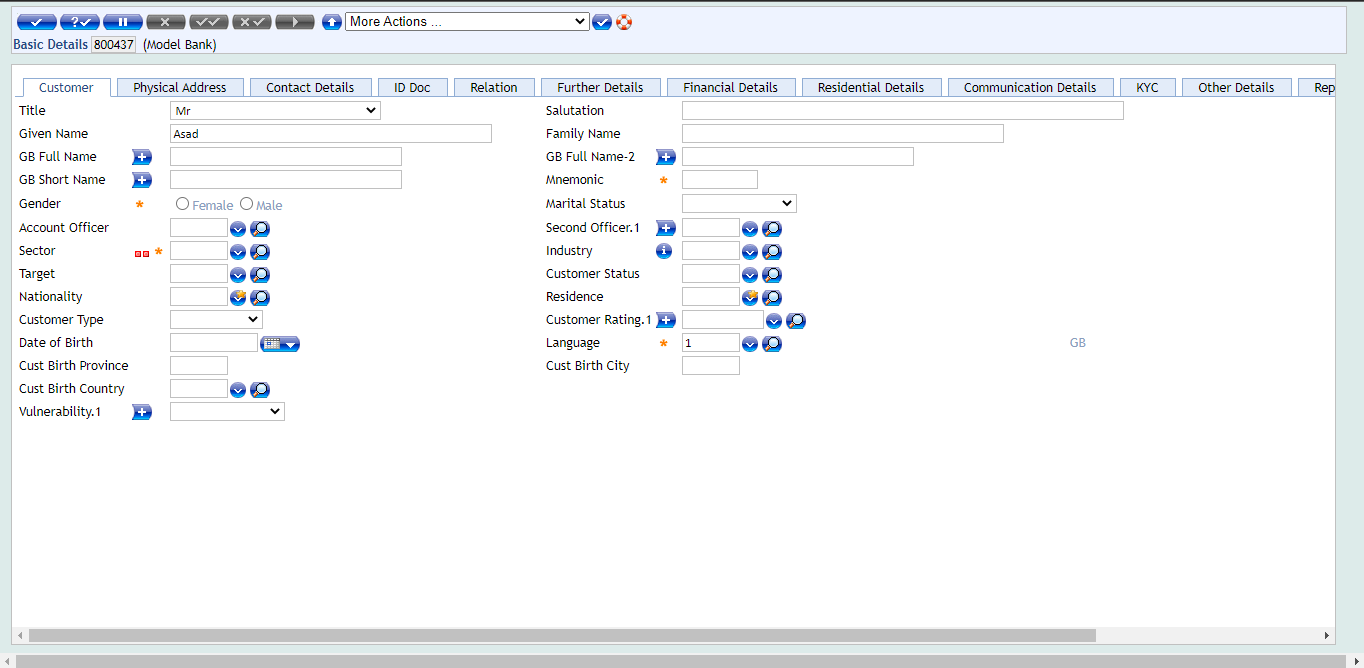 More Actions ...
Basic Details 800437 (Model Bank)
Customer Physical Address Contact Details ID Doc Relation Further Details Financial Details Residential Details Communication Details KYC Other Details Rep
Title Mr Salutation
Given Name Asad Family Name
GB Full Name GB Full Name-2
GB Short Name Mnemonic *
Gender * Female Male Marital Status
Account Officer Second Officer.1
Sector * Industry
Target Customer Status
Nationality Residence
Customer Type Customer Rating.1
Date of Birth Language * 1 GB
Cust Birth Province Cust Birth City
Cust Birth Country
Vulnerability.1